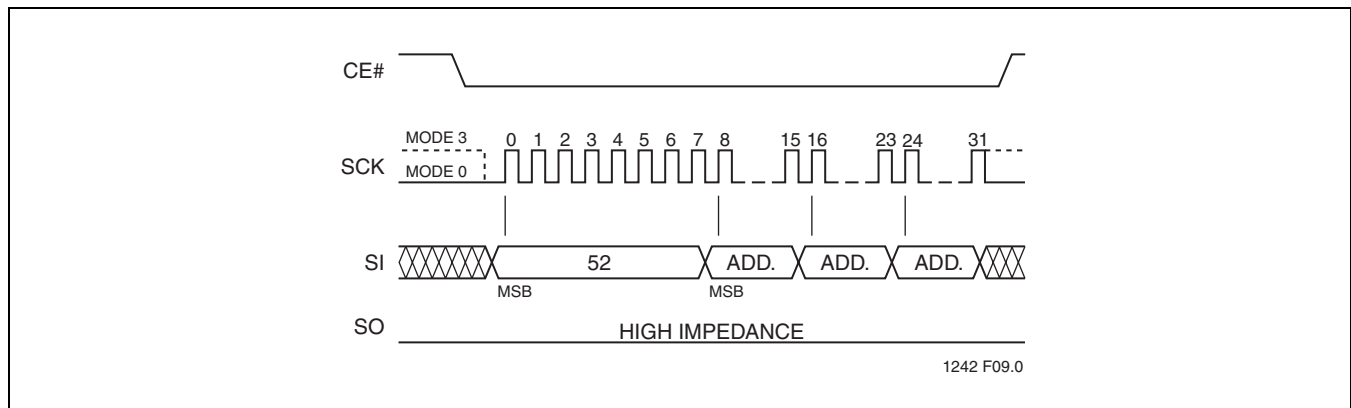 CE#
MODE 3
0 1 2 3 4 5 6 7 8 15 16 23 24 31
SCK
MODE 0
SI
52 ADD. ADD. ADD.
MSB MSB
SO
HIGH IMPEDANCE
1242 F09.0